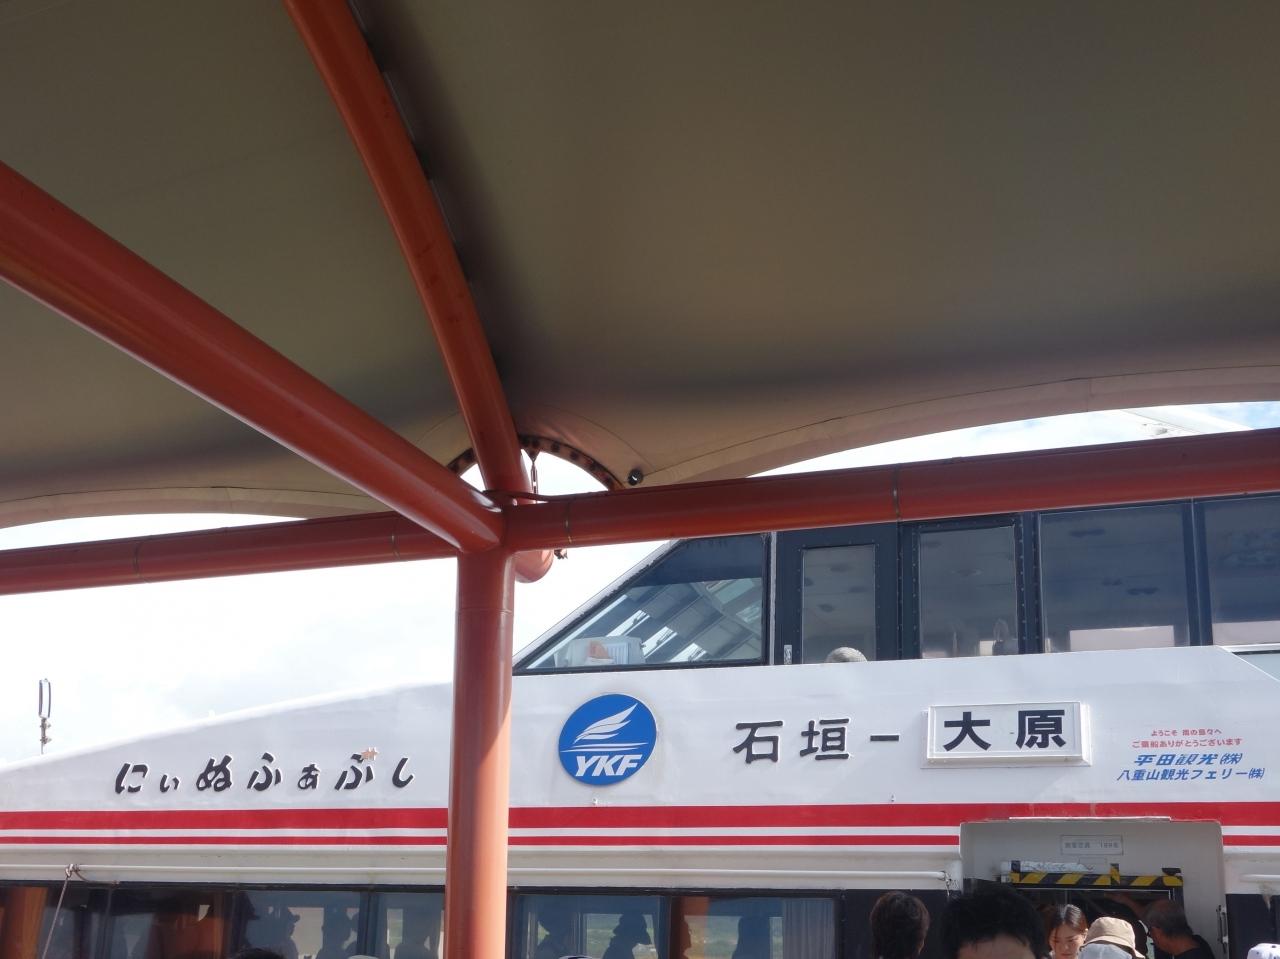 にぃぬふぁぶし
YKF
石垣ー大原
ようこそ 南の島々へ
ご乗船ありがとうございます
平田観光(株)
八重山観光フェリー(株)